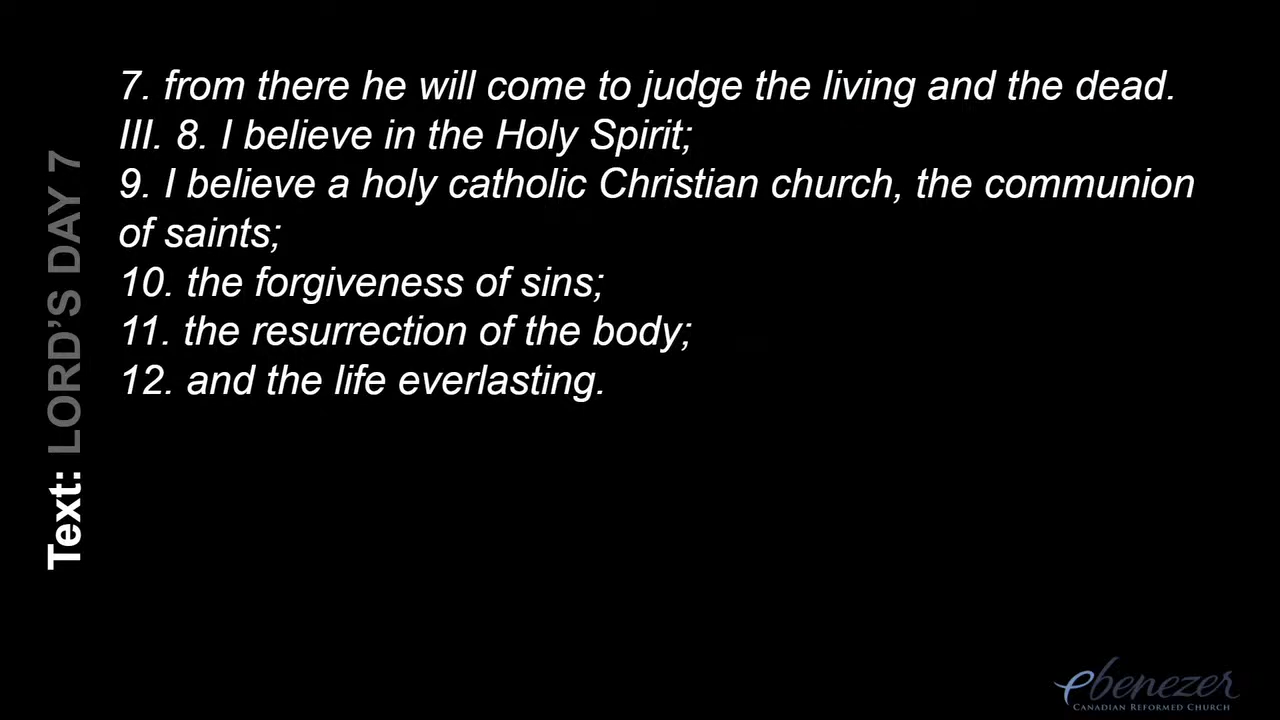 7. from there he will come to judge the living and the dead.
III. 8. I believe in the Holy Spirit;
9. I believe a holy catholic Christian church, the communion
of saints;
10. the forgiveness of sins;
11. the resurrection of the body;
12. and the life everlasting.
Text: LORD'S DAY 7
ebenezer
CANADIAN REFORMED CHURCH